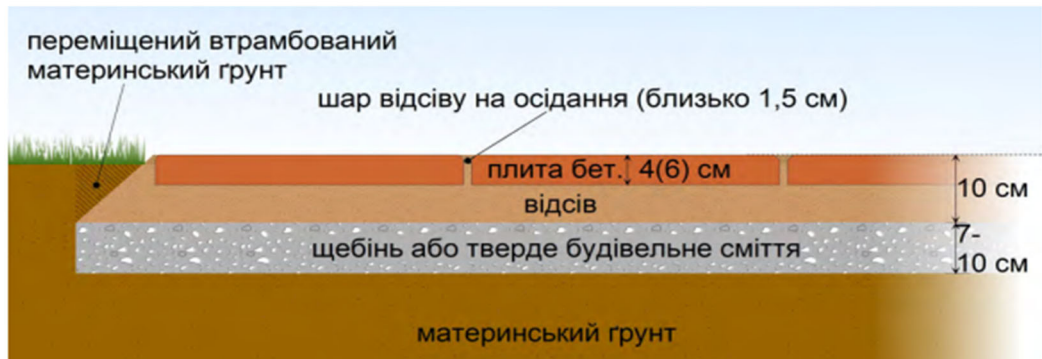 переміщений втрамбований
материнський ґрунт
шар відсіву на осідання (близько 1,5 см)
плита бет. 4(6) см
10 см
відсів
щебінь або тверде будівельне сміття
7-
10 см
материнський ґрунт